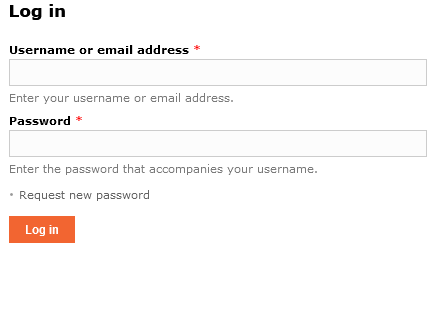 Log in
Username or email address *
Enter your username or email address.
Password *
Enter the password that accompanies your username.
Request new password
Log in